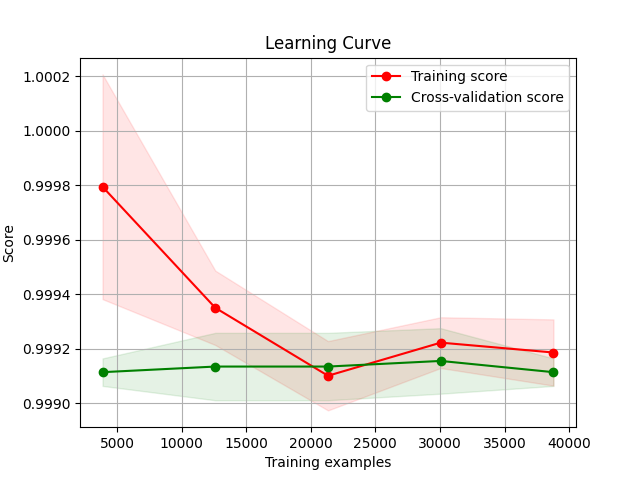 Learning Curve
Training score
Cross-validation score
1.0002
1.0000
0.9998
0.9996
0.9994
0.9992
0.9990
Score
5000 10000 15000 20000 25000 30000 35000 40000
Training examples